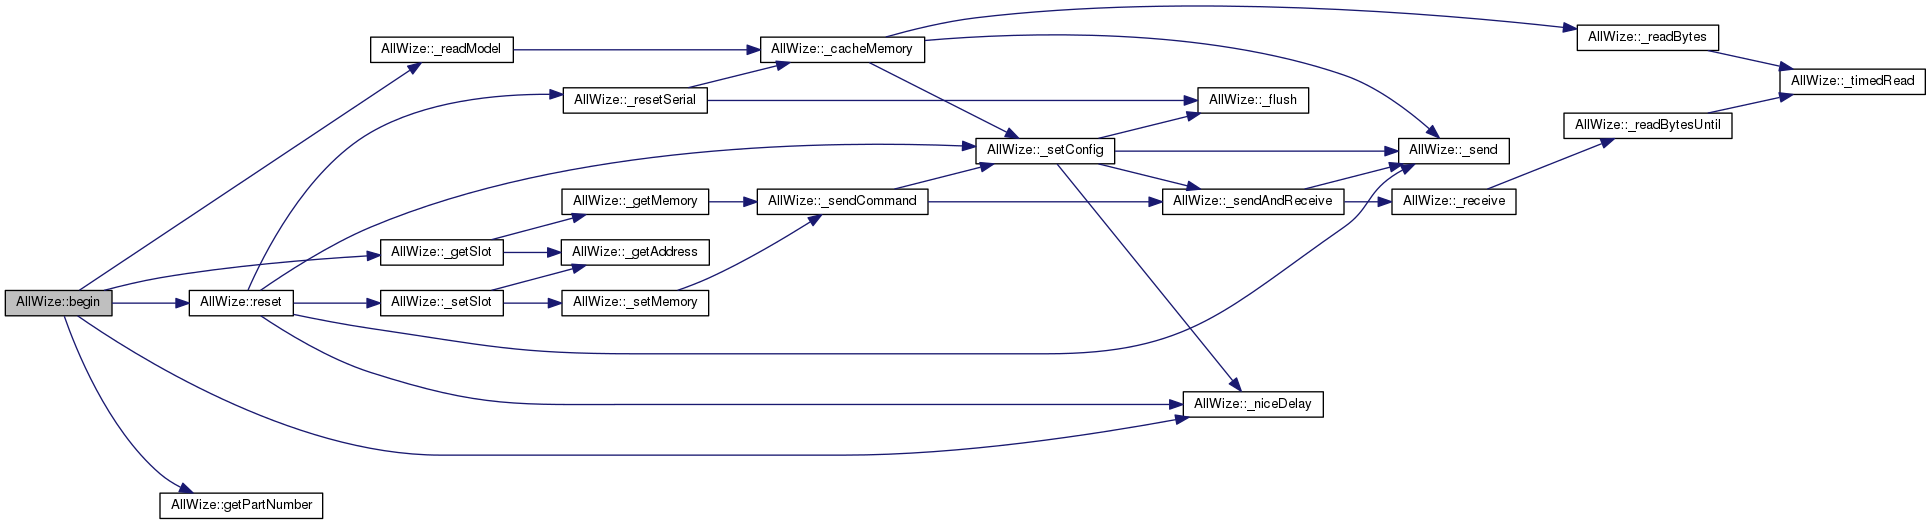 AllWize::_readBytes
AllWize::_readModel
AllWize::_cacheMemory
AllWize::_timedRead
AllWize::_resetSerial
AllWize::_flush
AllWize::_readBytesUntil
AllWize::_setConfig
AllWize::_send
AllWize::_getMemory
AllWize::_sendCommand
AllWize::_sendAndReceive
AllWize::_receive
AllWize::_getSlot
AllWize::_getAddress
AllWize::begin
AllWize::reset
AllWize::_setSlot
AllWize::_setMemory
AllWize::_niceDelay
AllWize::getPartNumber